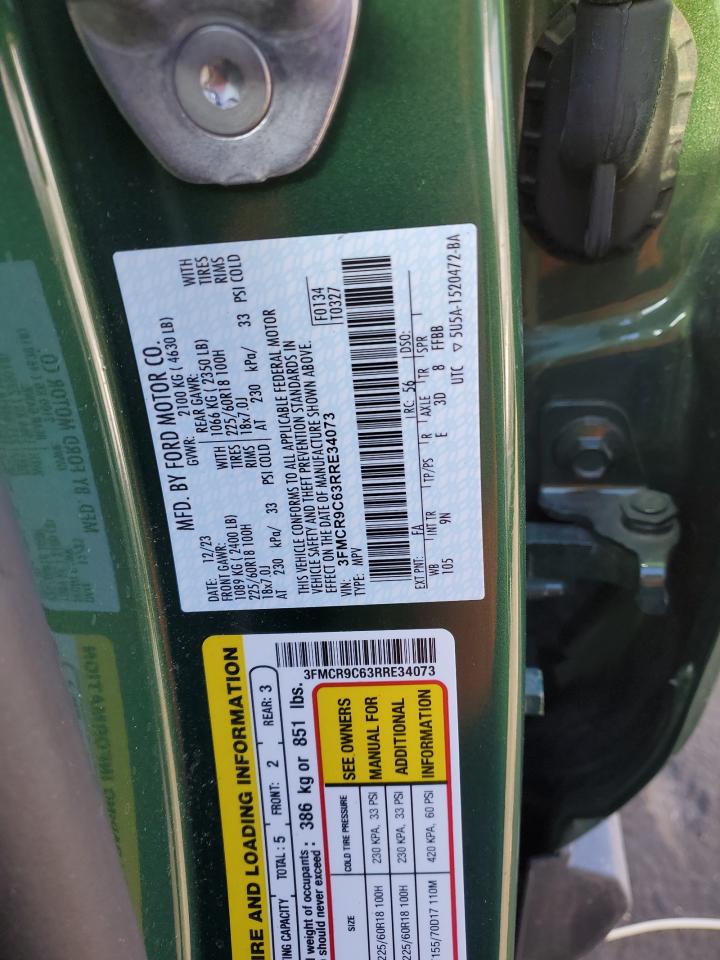 MFD. BY FORD MOTOR CO.
DATE: 12/23 GVWR: 2100 KG ( 4630 LB)
FRONT GAWR: REAR GAWR:
1089 KG ( 2400 LB) WITH 1066 KG ( 2350 LB) WITH
225/60R18 100H TIRES 225/60R18 100H TIRES
18x7.0J RIMS 18x7.0J RIMS
AT 230 kPa/ 33 PSI COLD AT 230 kPa/ 33 PSI COLD
THIS VEHICLE CONFORMS TO ALL APPLICABLE FEDERAL MOTOR
VEHICLE SAFETY AND THEFT PREVENTION STANDARDS IN
EFFECT ON THE DATE OF MANUFACTURE SHOWN ABOVE.
VIN: 3FMCR9C63RRE34073 F0134
TYPE: MPV T0327
EXT PNT: FA RC: 56 DSO:
WB INT TR TP/PS R AXLE TR SPR
105 9N E 3D 8 FFBB
UTC ▽ 5U5A-1520472-BA
IRE AND LOADING INFORMATION
TING CAPACITY TOTAL : 5 FRONT: 2 REAR: 3
d weight of occupants : 386 kg or 851 lbs.
should never exceed :
3FMCR9C63RRE34073
SIZE COLD TIRE PRESSURE
225/60R18 100H 230 KPA, 33 PSI
225/60R18 100H 230 KPA, 33 PSI
155/70D17 110M 420 KPA, 60 PSI
SEE OWNERS
MANUAL FOR
ADDITIONAL
INFORMATION